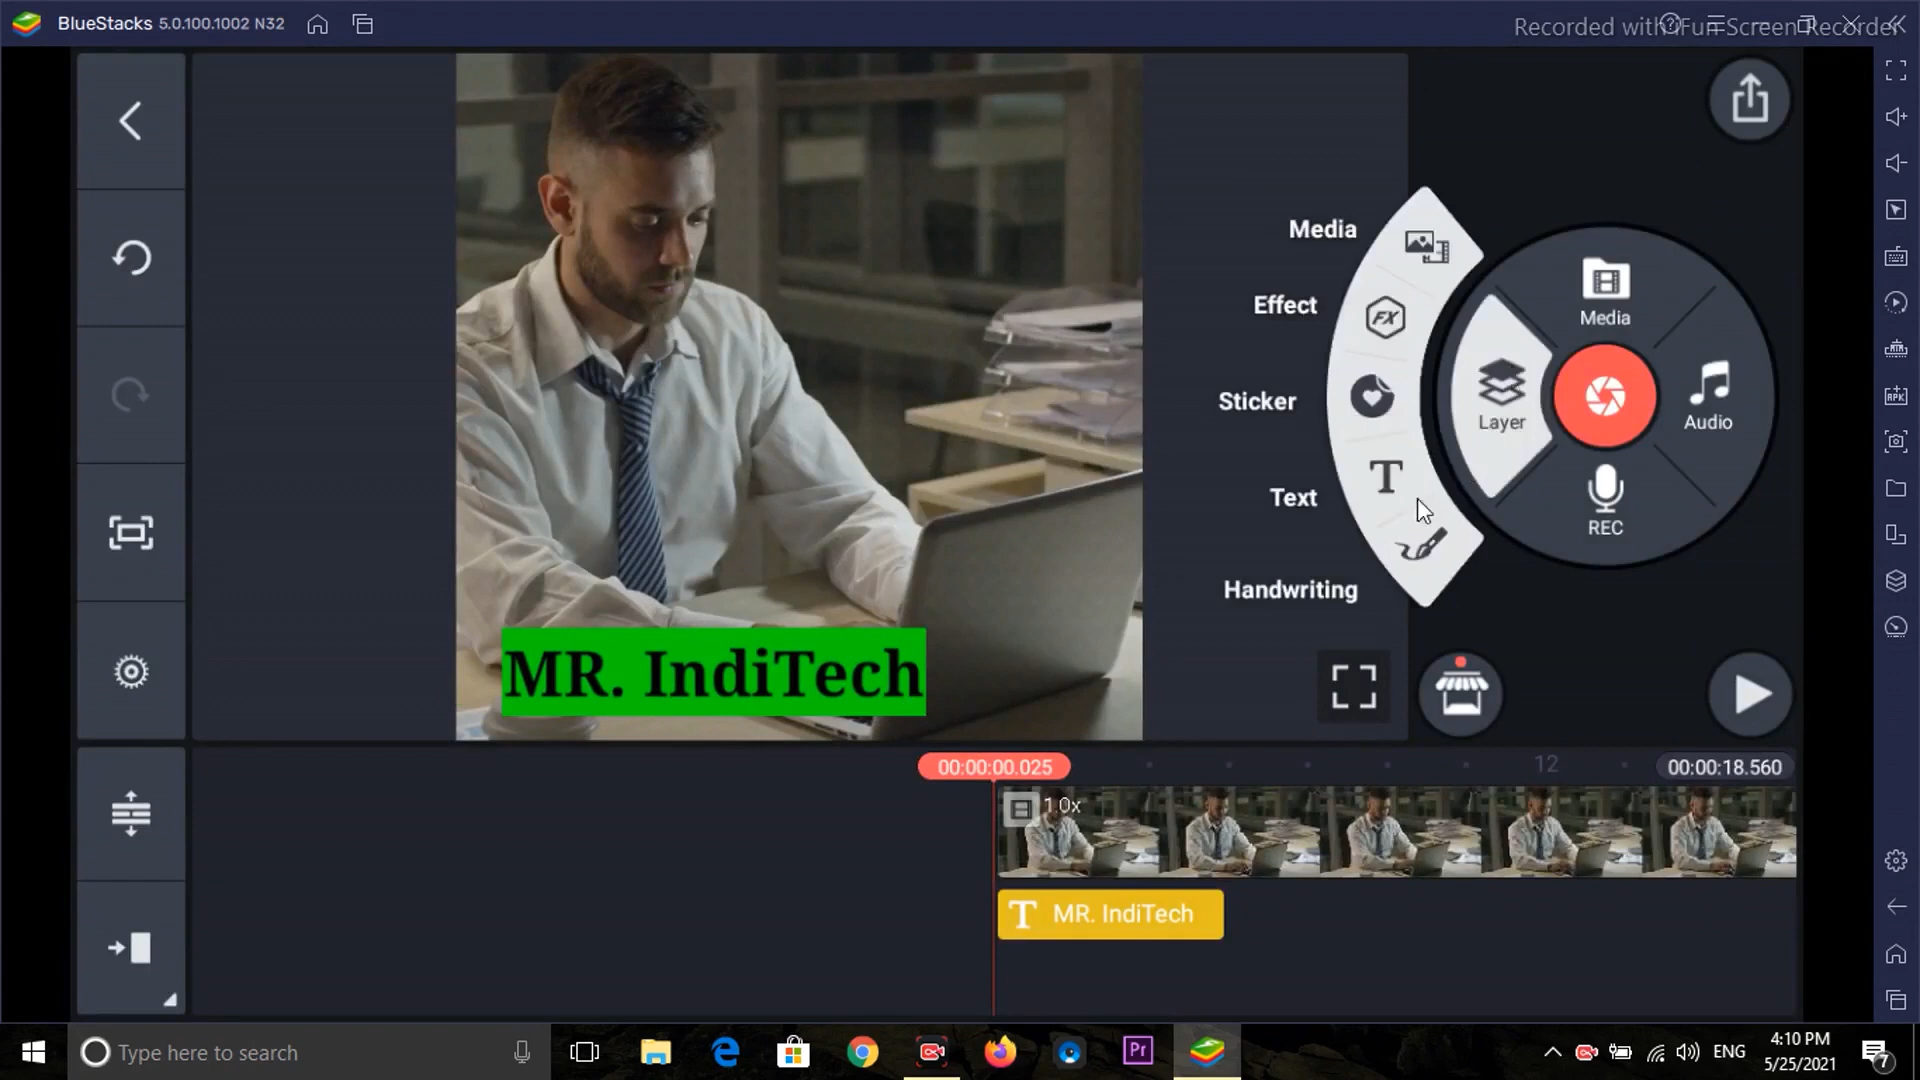 BlueStacks 5.0.100.1002 N32
Recorded with iFun Screen Recorder
Media
Effect
Sticker
Text
Handwriting
Media
Layer
Audio
REC
MR. IndiTech
00:00:00.025
12
00:00:18.560
1.0x
MR. IndiTech
Type here to search
ENG
4:10 PM
5/25/2021
7